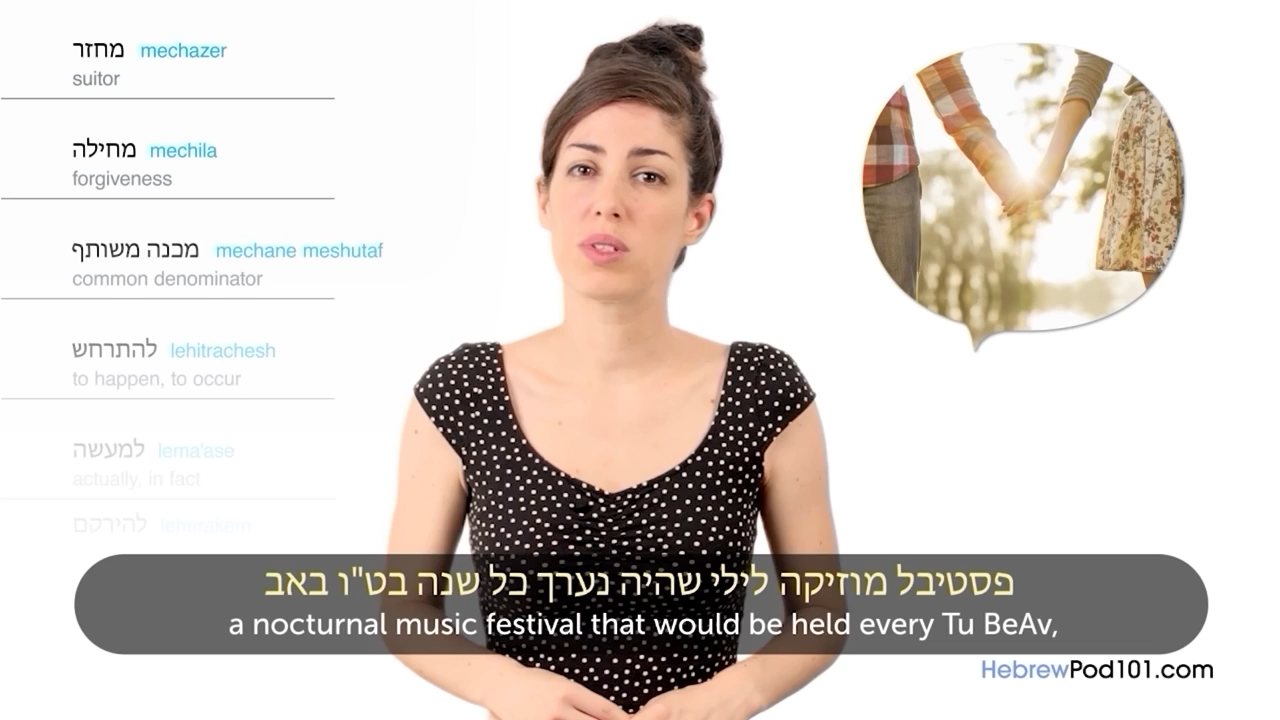 מחזר mechazer
suitor
מחילה mechila
forgiveness
מכנה משותף mechane meshutaf
common denominator
להתרחש lehitrachesh
to happen, to occur
למעשה lema'ase
actually, in fact
להירקם
פסטיבל מוזיקה לילי שהיה נערך כל שנה בט"ו באב
a nocturnal music festival that would be held every Tu BeAv,
HebrewPod101.com